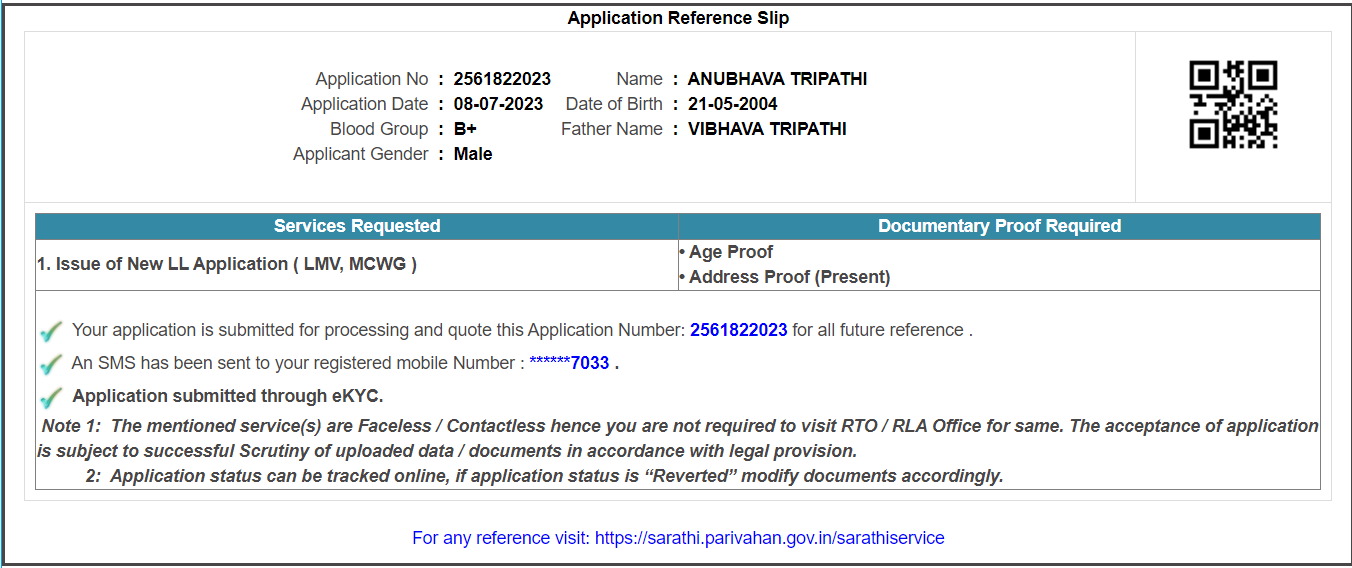 Application Reference Slip
Application No : 2561822023 Name : ANUBHAVA TRIPATHI
Application Date : 08-07-2023 Date of Birth : 21-05-2004
Blood Group : B+ Father Name : VIBHAVA TRIPATHI
Applicant Gender : Male
Services Requested Documentary Proof Required
1. Issue of New LL Application ( LMV, MCWG )
• Age Proof
• Address Proof (Present)
Your application is submitted for processing and quote this Application Number: 2561822023 for all future reference .
An SMS has been sent to your registered mobile Number : ******7033 .
Application submitted through eKYC.
Note 1: The mentioned service(s) are Faceless / Contactless hence you are not required to visit RTO / RLA Office for same. The acceptance of application
is subject to successful Scrutiny of uploaded data / documents in accordance with legal provision.
2: Application status can be tracked online, if application status is “Reverted” modify documents accordingly.
For any reference visit: https://sarathi.parivahan.gov.in/sarathiservice